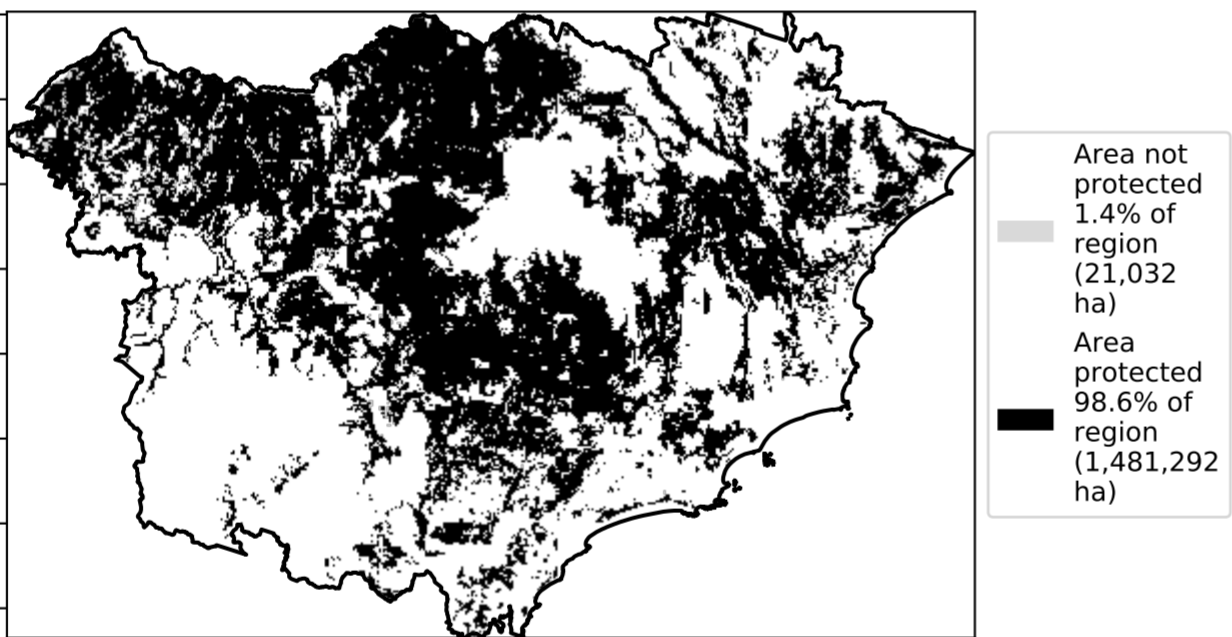 Area not
protected
1.4% of
region
(21,032
ha)
Area
protected
98.6% of
region
(1,481,292
ha)